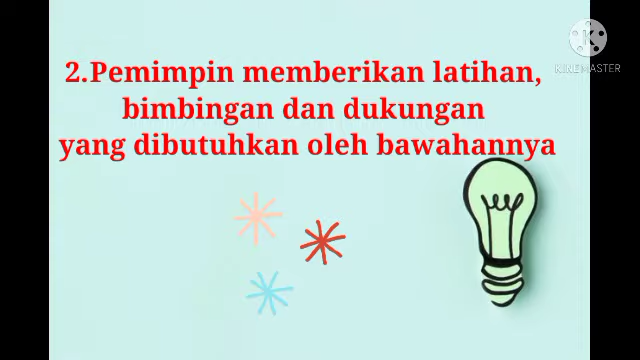 2.Pemimpin memberikan latihan,
bimbingan dan dukungan
yang dibutuhkan oleh bawahannya
KINEMASTER